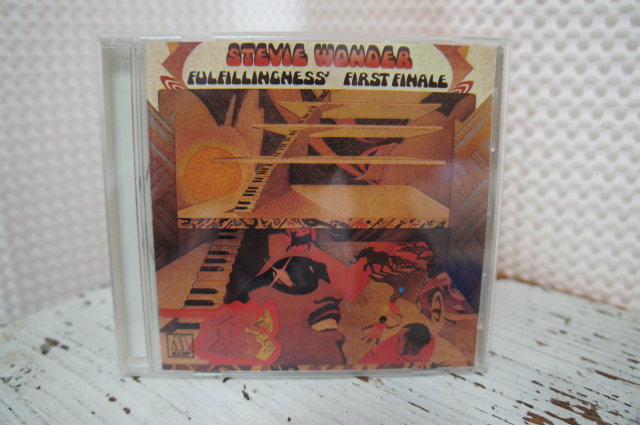 STEVIE WONDER
FULFILLINGNESS' FIRST FINALE